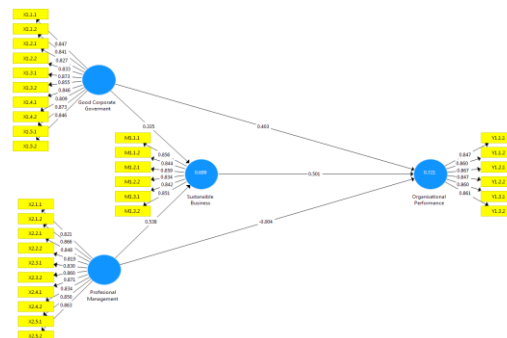 X1.1.1
X1.1.2
X1.2.1
X1.2.2
X1.3.1
X1.3.2
X1.4.1
X1.4.2
X1.5.1
X1.5.2
0.847
0.841
0.827
0.833
0.873
0.855
0.846
0.809
0.873
0.846
Good Corporate
Goverment
0.335
0.403
M1.1.1
M1.1.2
M1.2.1
M1.2.2
M1.3.1
M1.3.2
0.856
0.844
0.859
0.834
0.842
0.851
Sustainable
Business
0.501
0.721
Organisational
Performance
0.847
0.860
0.867
0.847
0.860
0.861
Y1.1.1
Y1.1.2
Y1.2.1
Y1.2.2
Y1.3.1
Y1.3.2
0.538
-0.004
X2.1.1
X2.1.2
X2.2.1
X2.2.2
X2.3.1
X2.3.2
X2.4.1
X2.4.2
X2.5.1
X2.5.2
0.821
0.866
0.848
0.819
0.830
0.860
0.871
0.834
0.850
0.863
Profesional
Management